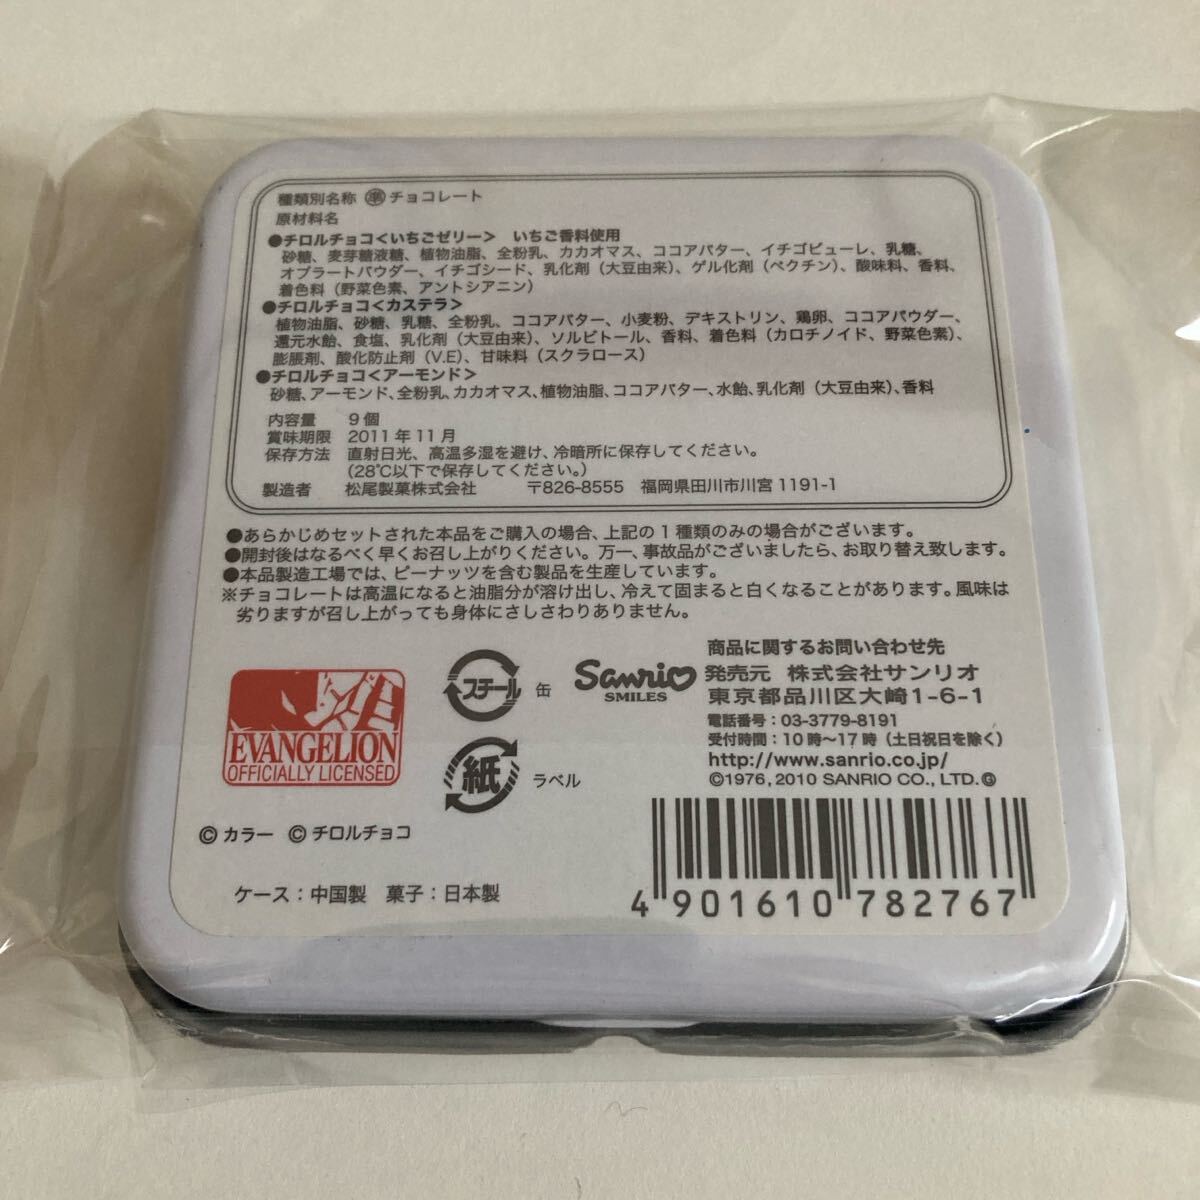 種類別名称 ㊟チョコレート
原材料名
●チロルチョコ<いちごゼリー> いちご香料使用
砂糖、麦芽糖液糖、植物油脂、全粉乳、カカオマス、ココアバター、イチゴピューレ、乳糖、
オブラートパウダー、イチゴシード、乳化剤（大豆由来）、ゲル化剤（ペクチン）、酸味料、香料、
着色料（野菜色素、アントシアニン）
●チロルチョコ<カステラ>
植物油脂、砂糖、乳糖、全粉乳、ココアバター、小麦粉、デキストリン、鶏卵、ココアパウダー、
還元水飴、食塩、乳化剤（大豆由来）、ソルビトール、香料、着色料（カロチノイド、野菜色素）、
膨脹剤、酸化防止剤（V.E）、甘味料（スクラロース）
●チロルチョコ<アーモンド>
砂糖、アーモンド、全粉乳、カカオマス、植物油脂、ココアバター、水飴、乳化剤（大豆由来）、香料
内容量 9個
賞味期限 2011年11月
保存方法 直射日光、高温多湿を避け、冷暗所に保存してください。
（28℃以下で保存してください。）
製造者 松尾製菓株式会社 〒826-8555 福岡県田川市川宮1191-1
●あらかじめセットされた本品をご購入の場合、上記の1種類のみの場合がございます。
●開封後はなるべく早くお召し上がりください。万一、事故品がございましたら、お取り替え致します。
●本品製造工場では、ピーナッツを含む製品を生産しています。
※チョコレートは高温になると油脂分が溶け出し、冷えて固まると白くなることがあります。風味は
劣りますが召し上がっても身体にさしさわりありません。
EVANGELION
OFFICIALLY LICENSED
スチール 缶
紙 ラベル
Sanrio
SMILES
商品に関するお問い合わせ先
発売元 株式会社サンリオ
東京都品川区大崎1-6-1
電話番号：03-3779-8191
受付時間：10時〜17時（土日祝日を除く）
http://www.sanrio.co.jp/
©1976, 2010 SANRIO CO., LTD.Ⓖ
© カラー © チロルチョコ
ケース：中国製 菓子：日本製
4 901610 782767